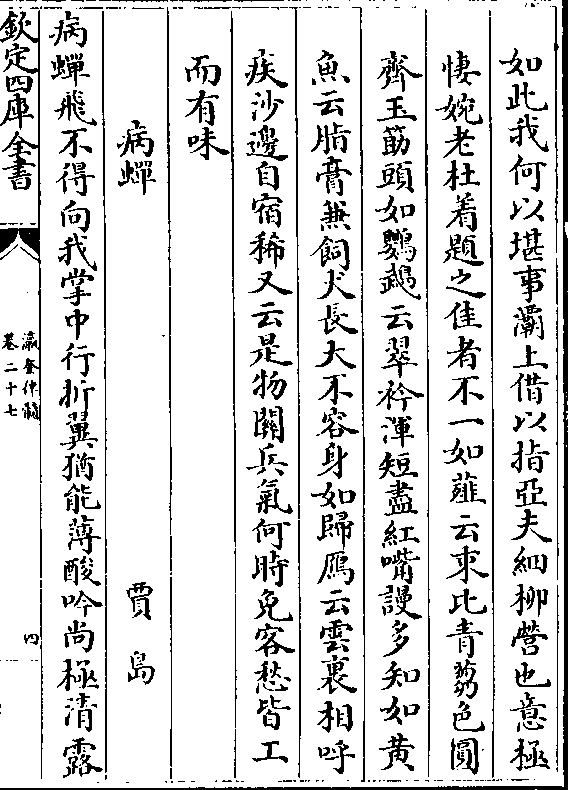 如此我何以堪事灞上借以指亞夫細柳營也意極
悽婉老杜着題之佳者不一如薤云束比青芻色圓
齊玉筯頭如鸚鵡云翠衿渾短盡紅嘴謾多知如黄
魚云脂膏兼飼犬長大不容身如歸鴈云雲裏相呼
疾沙邊自宿稀又云是物關兵氣何時免客愁皆工
而有味
病蟬 賈島
病蟬飛不得向我掌中行折翼猶能薄酸吟尚極清露
欽定四庫全書
瀛奎律髓
卷二十七
四